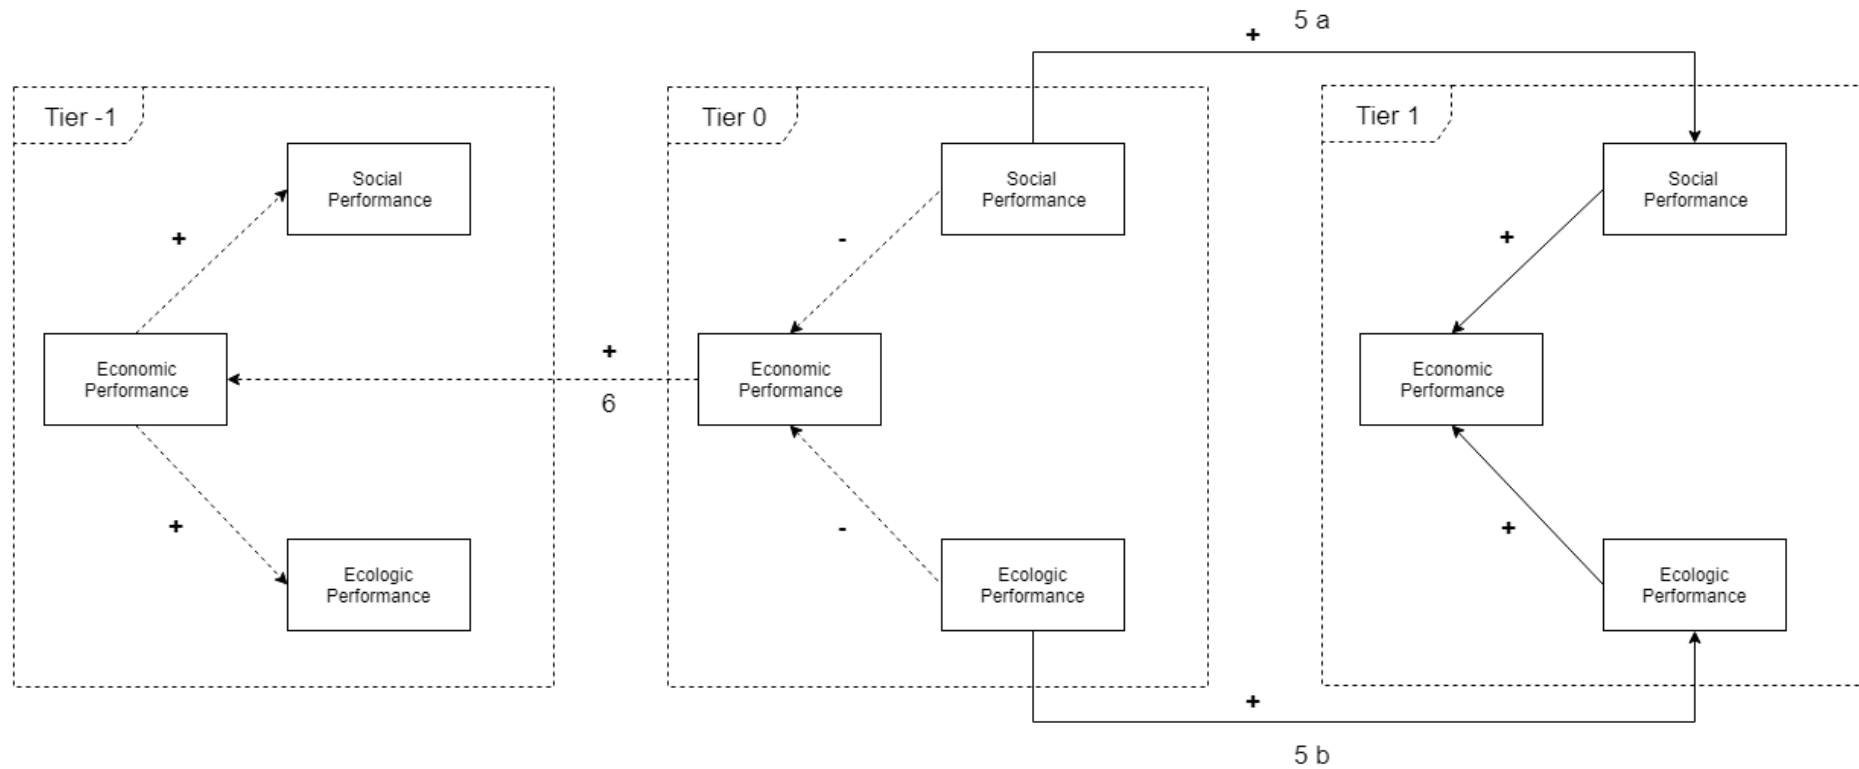 5 a
+
Tier -1
Tier 0
Tier 1
Social
Performance
Social
Performance
Social
Performance
+
-
+
Economic
Performance
+
6
Economic
Performance
Economic
Performance
+
-
+
Ecologic
Performance
Ecologic
Performance
Ecologic
Performance
+
5 b